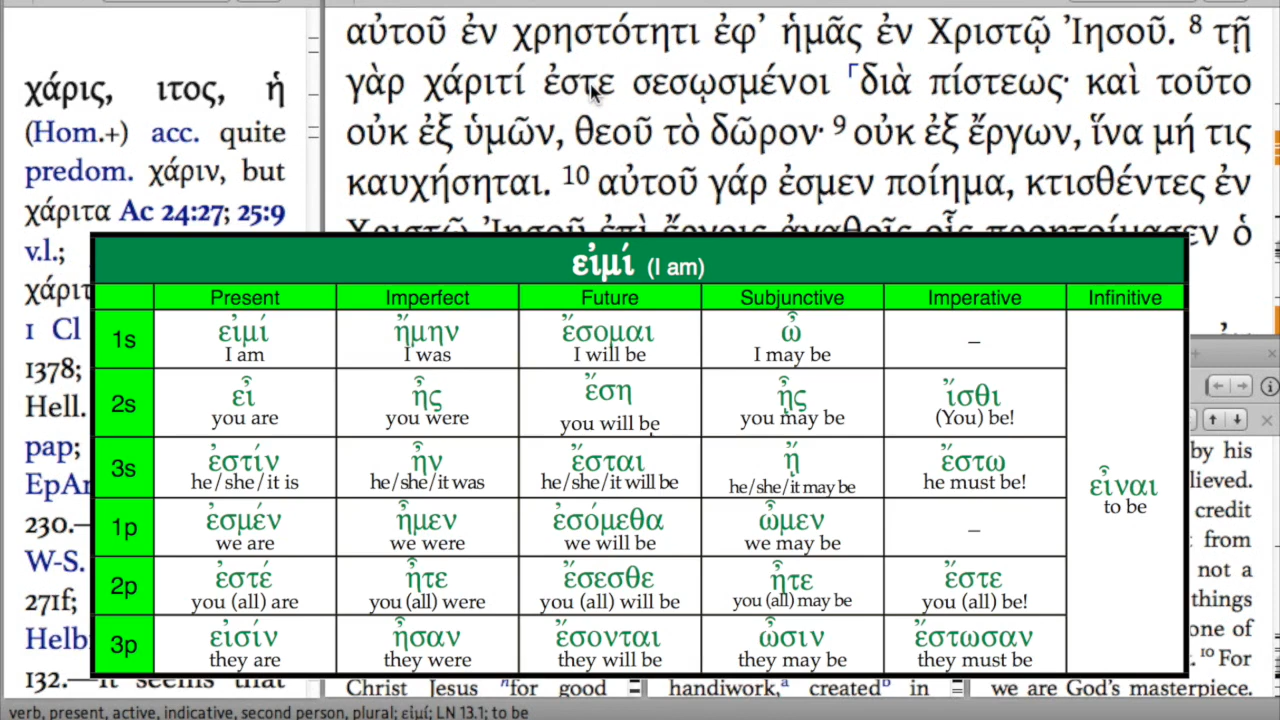 αὐτοῦ ἐν χρηστότητι ἐφ’ ἡμᾶς ἐν Χριστῷ Ἰησοῦ. 8 τῇ
γὰρ χάριτί ἐστε σεσῳσμένοι ⸀διὰ πίστεως· καὶ τοῦτο
οὐκ ἐξ ὑμῶν, θεοῦ τὸ δῶρον· 9 οὐκ ἐξ ἔργων, ἵνα μή τις
καυχήσηται. 10 αὐτοῦ γάρ ἐσμεν ποίημα, κτισθέντες ἐν
Χριστῷ Ἰησοῦ ἐπὶ ἔργοις ἀγαθοῖς οἷς προητοίμασεν ὁ
χάρις, ιτος, ἡ
(Hom.+) acc. quite
predom. χάριν, but
χάριτα Ac 24:27; 25:9
v.l.;
1 Cl
1378;
Hell.
pap;
230.—
W-S.
271f;
132.—It seems that
εἰμί (I am)
Present Imperfect Future Subjunctive Imperative Infinitive
1s εἰμί ἤμην ἔσομαι ὦ –
I am I was I will be I may be
2s εἶ ἦς ἔσῃ ᾖς ἴσθι
you are you were you will be you may be (You) be!
3s ἐστίν ἦν ἔσται ᾖ ἔστω
he/she/it is he/she/it was he/she/it will be he/she/it may be he must be!
εἶναι
to be
1p ἐσμέν ἦμεν ἐσόμεθα ὦμεν –
we are we were we will be we may be
2p ἐστέ ἦτε ἔσεσθε ἦτε ἔστε
you (all) are you (all) were you (all) will be you (all) may be you (all) be!
3p εἰσίν ἦσαν ἔσονται ὦσιν ἔστωσαν
they are they were they will be they may be they must be
by his
lieved.
credit
from
not a
things
one of
10 For
Christ Jesus for good
handiwork,a createdb in
we are God’s masterpiece.
verb, present, active, indicative, second person, plural; εἰμί; LN 13.1; to be